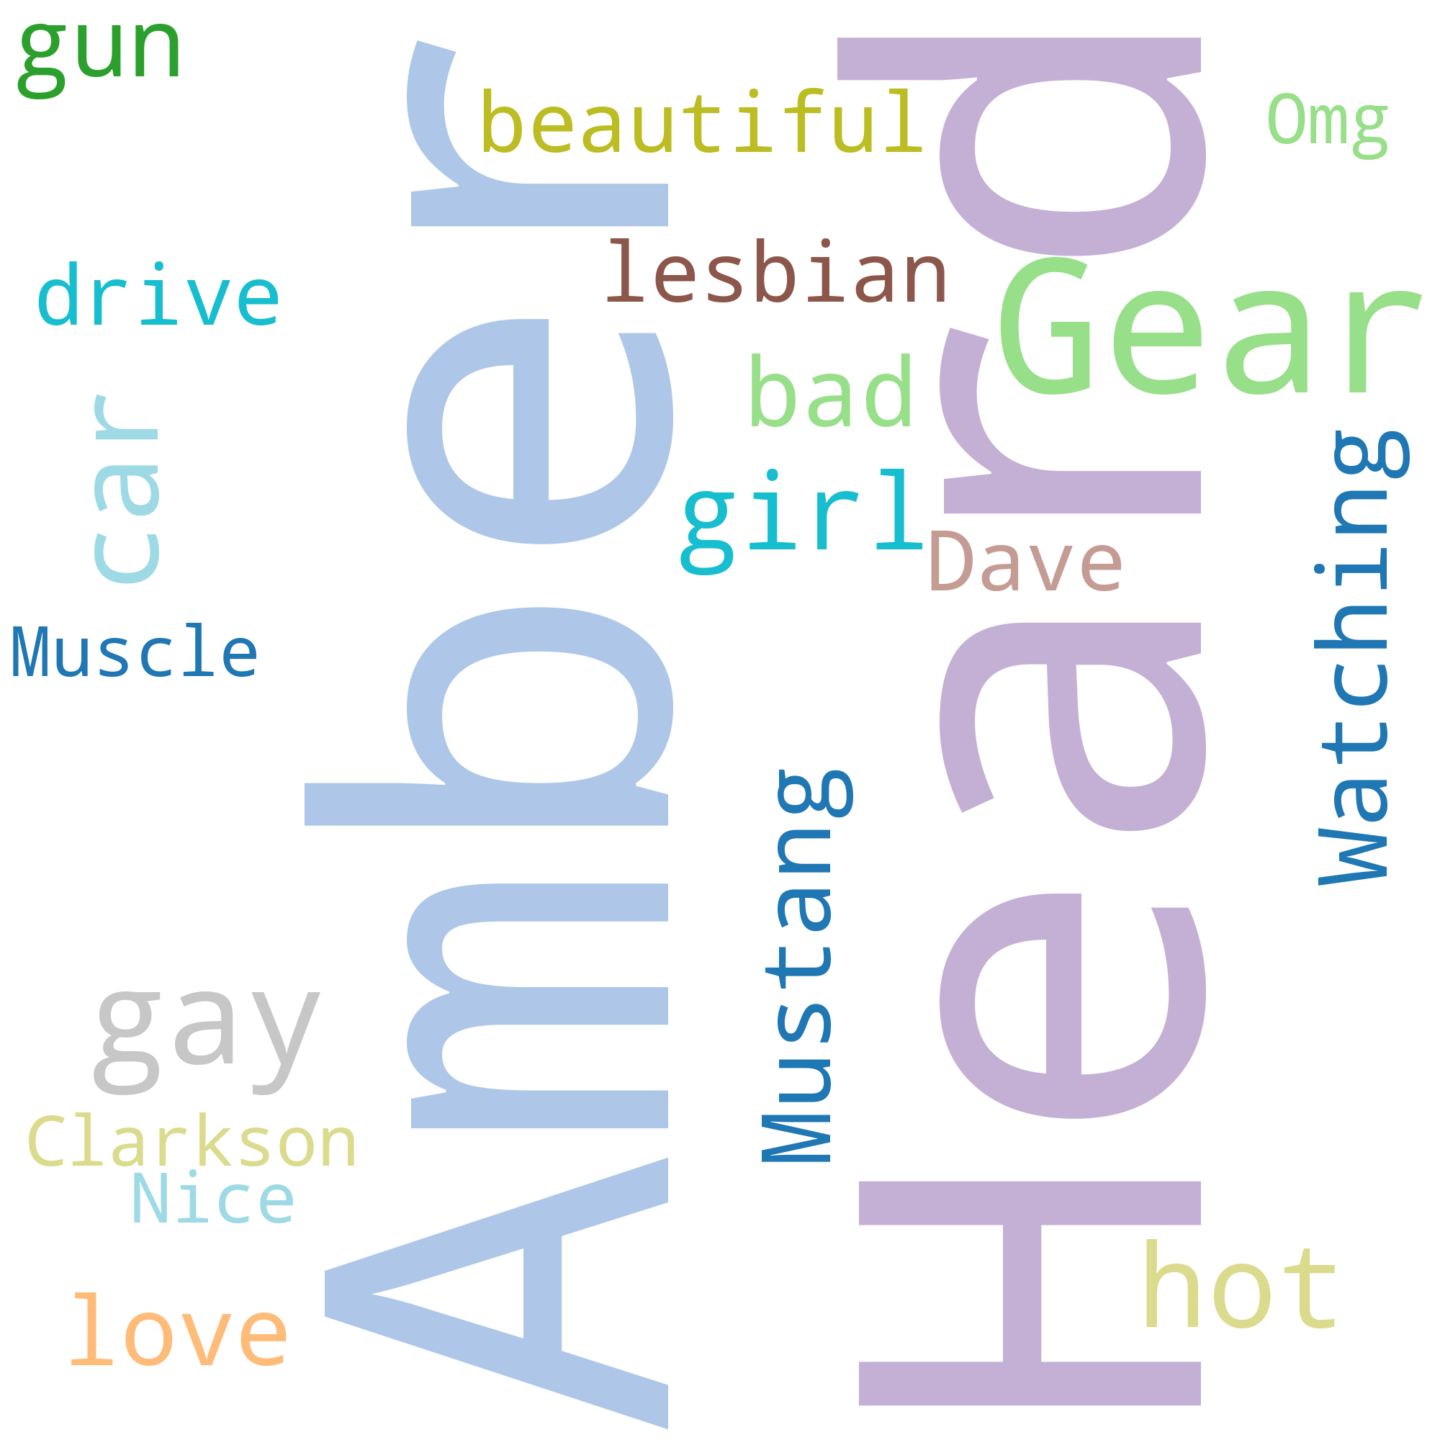 gun
beautiful
Omg
lesbian
drive
Gear
bad
car
girl
Dave
Muscle
Watching
Amber
Heard
Mustang
gay
Clarkson
Nice
hot
love